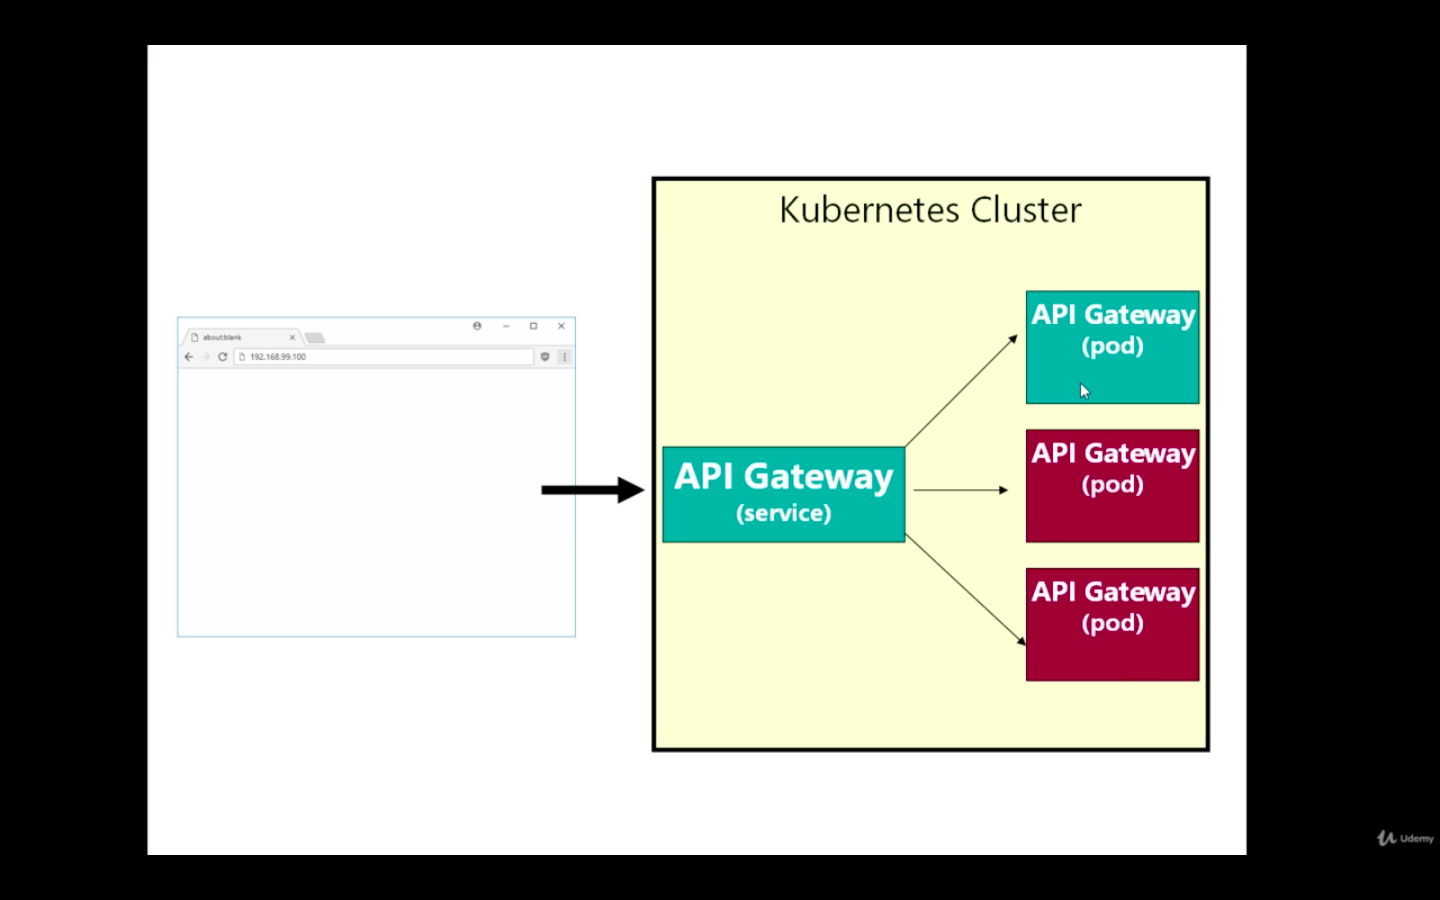 Kubernetes Cluster
about:blank
192.168.99.100
API Gateway
(service)
API Gateway
(pod)
API Gateway
(pod)
API Gateway
(pod)
Udemy